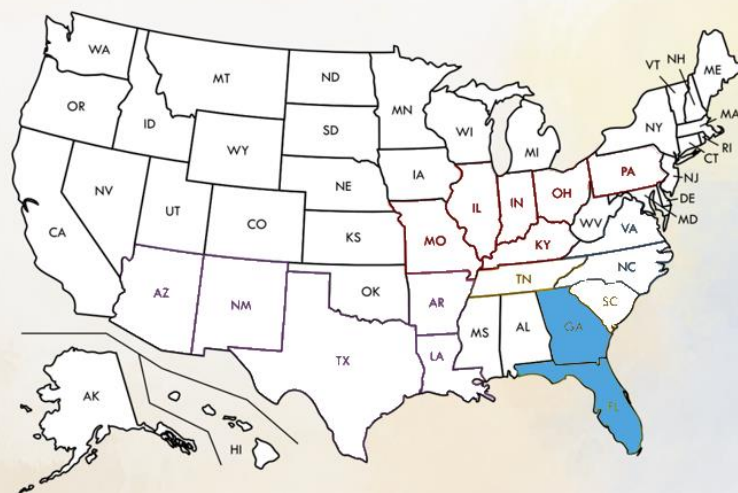 WA
MT
ND
MN
VT
NH
ME
OR
ID
SD
WI
MI
NY
MA
WY
RI
CT
NV
NE
IA
PA
NJ
CA
UT
CO
IL
IN
OH
DE
MD
WV
VA
KS
MO
KY
AZ
NM
OK
AR
TN
NC
SC
MS
AL
GA
TX
LA
AK
FL
HI